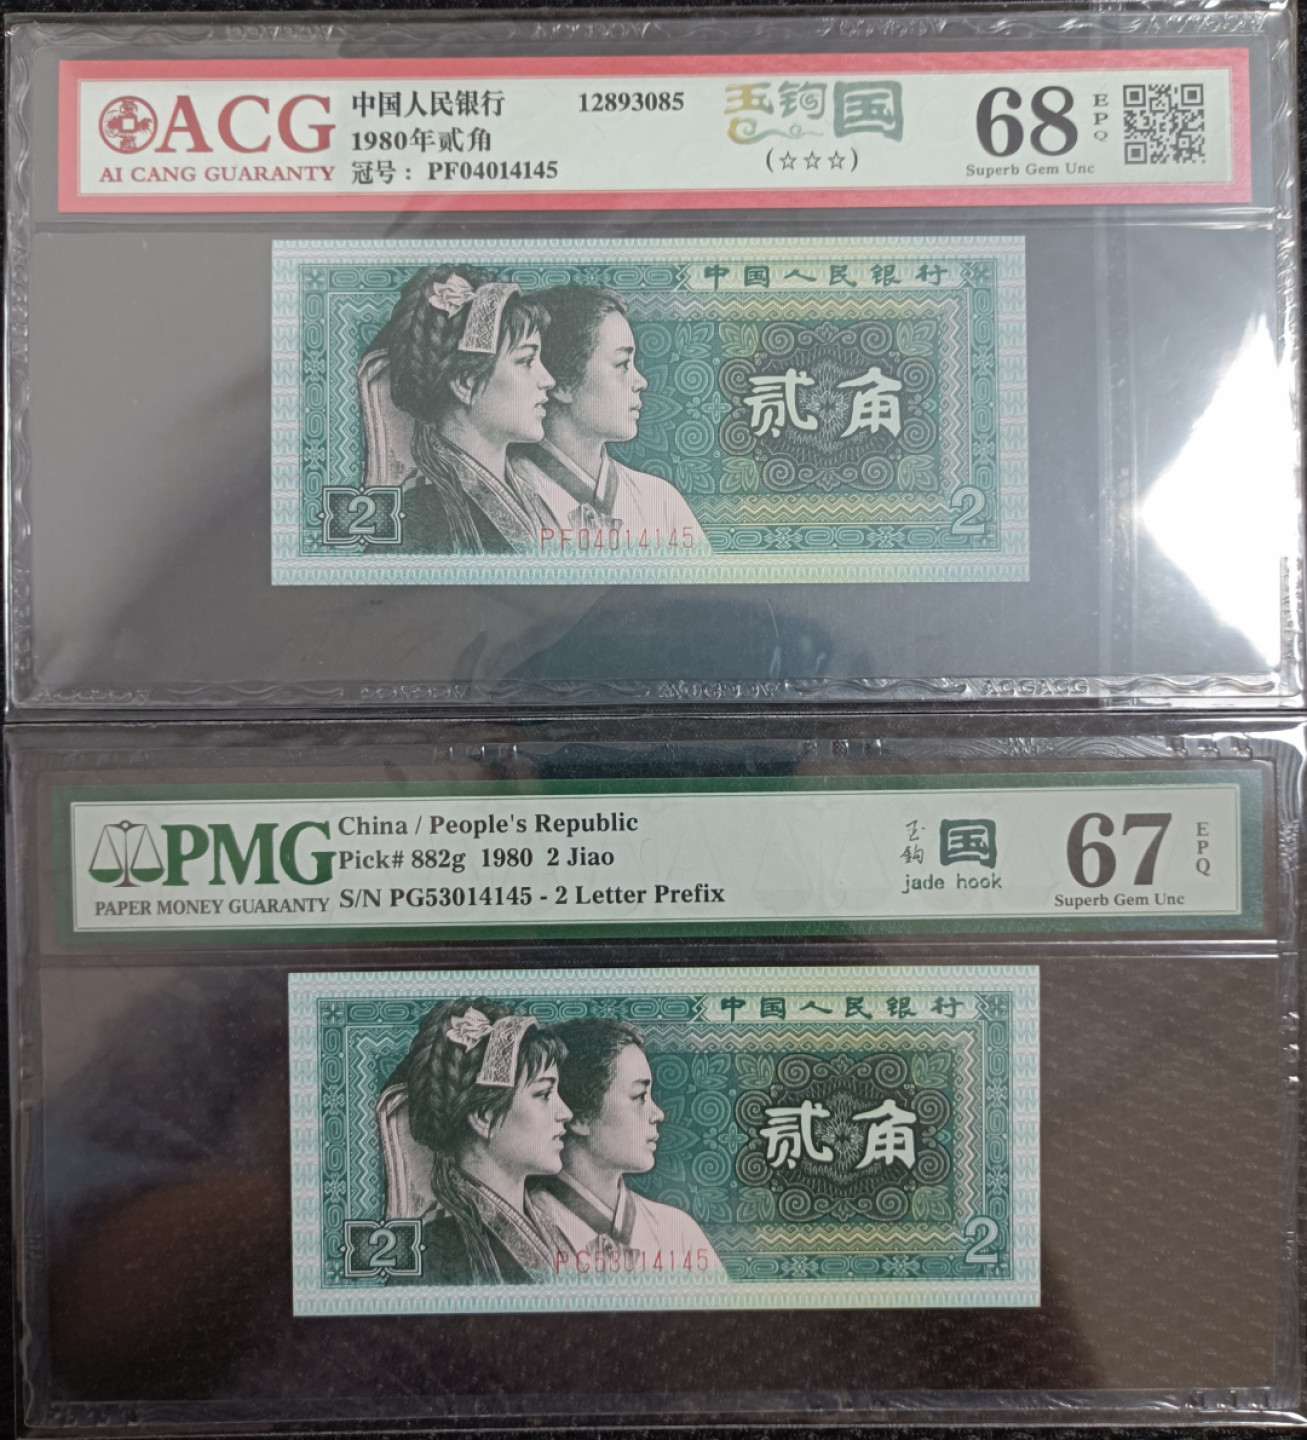 ACG
AI CANG GUARANTY
中国人民银行
1980年贰角
冠号： PF04014145
12893085
玉钩国
(☆☆☆)
68
EPQ
Superb Gem Unc
中国人民银行
贰角
2
2
PF04014145
ACGACG
PMG
PAPER MONEY GUARANTY
China / People's Republic
Pick# 882g 1980 2 Jiao
S/N PG53014145 - 2 Letter Prefix
玉钩
国
jade hook
67
EPQ
Superb Gem Unc
中国人民银行
贰角
2
2
PG53014145